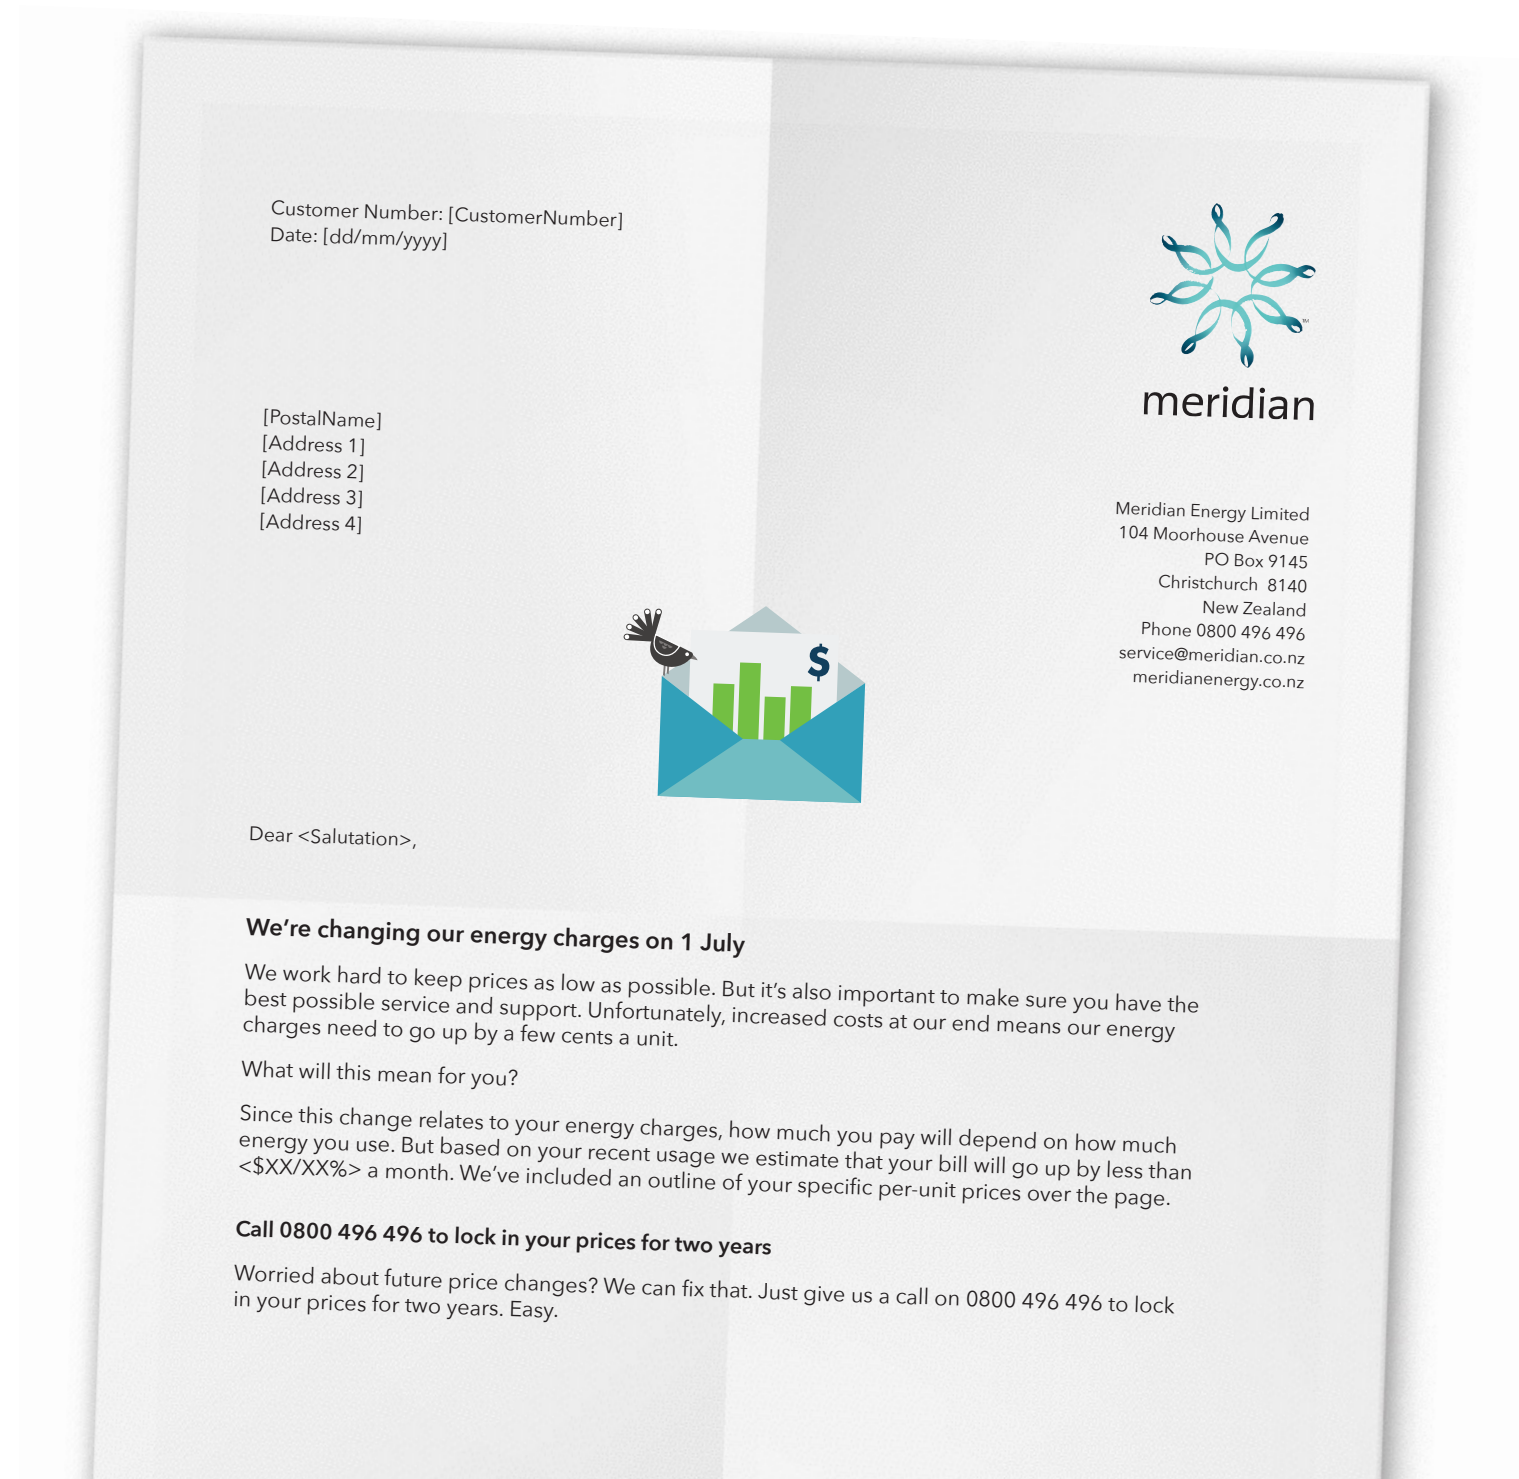 Customer Number: [CustomerNumber]
Date: [dd/mm/yyyy]
TM
meridian
[PostalName]
[Address 1]
[Address 2]
[Address 3]
[Address 4]
Meridian Energy Limited
104 Moorhouse Avenue
PO Box 9145
Christchurch 8140
New Zealand
Phone 0800 496 496
service@meridian.co.nz
meridianenergy.co.nz
$
Dear <Salutation>,
We’re changing our energy charges on 1 July
We work hard to keep prices as low as possible. But it’s also important to make sure you have the
best possible service and support. Unfortunately, increased costs at our end means our energy
charges need to go up by a few cents a unit.
What will this mean for you?
Since this change relates to your energy charges, how much you pay will depend on how much
energy you use. But based on your recent usage we estimate that your bill will go up by less than
<$XX/XX%> a month. We’ve included an outline of your specific per-unit prices over the page.
Call 0800 496 496 to lock in your prices for two years
Worried about future price changes? We can fix that. Just give us a call on 0800 496 496 to lock
in your prices for two years. Easy.